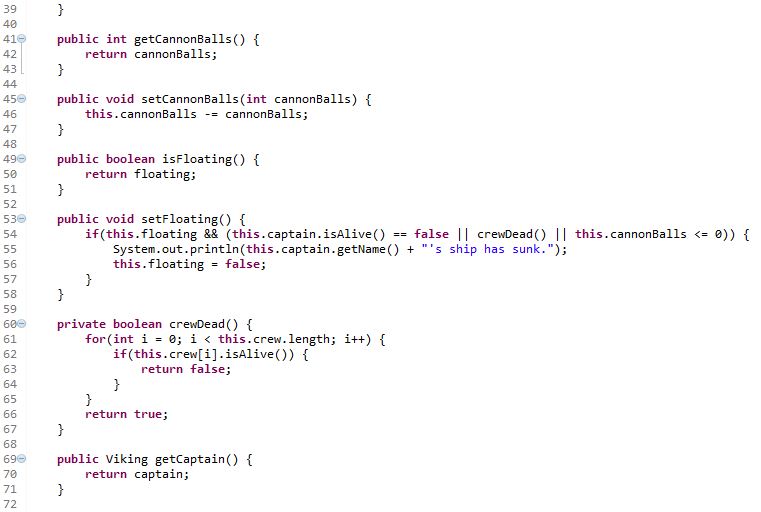 39     }
40
41     public int getCannonBalls() {
42         return cannonBalls;
43     }
44
45     public void setCannonBalls(int cannonBalls) {
46         this.cannonBalls -= cannonBalls;
47     }
48
49     public boolean isFloating() {
50         return floating;
51     }
52
53     public void setFloating() {
54         if(this.floating && (this.captain.isAlive() == false || crewDead() || this.cannonBalls <= 0)) {
55             System.out.println(this.captain.getName() + "'s ship has sunk.");
56             this.floating = false;
57         }
58     }
59
60     private boolean crewDead() {
61         for(int i = 0; i < this.crew.length; i++) {
62             if(this.crew[i].isAlive()) {
63                 return false;
64             }
65         }
66         return true;
67     }
68
69     public Viking getCaptain() {
70         return captain;
71     }
72